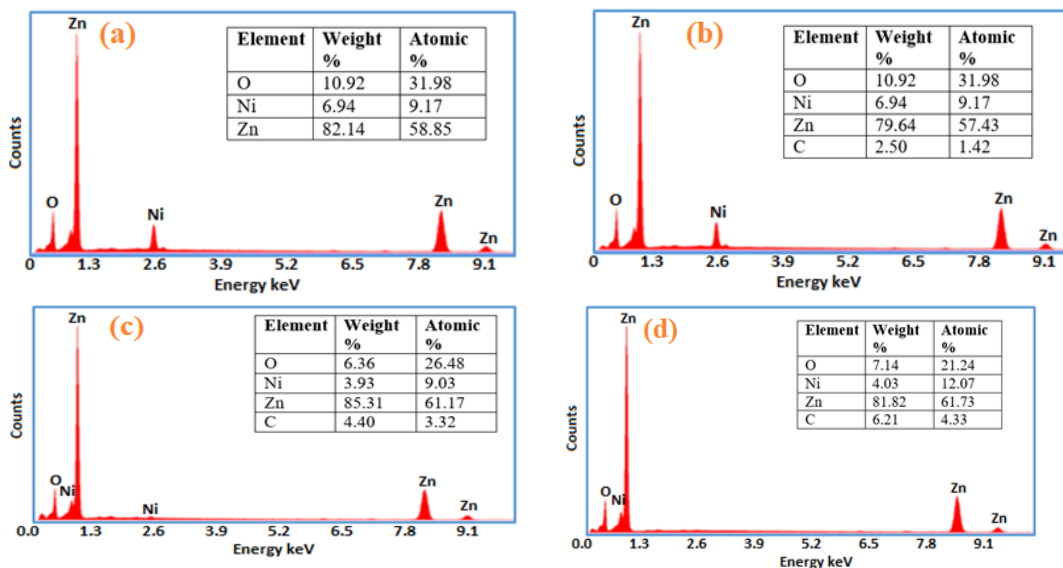 (a)
Zn
Element Weight % Atomic %
O 10.92 31.98
Ni 6.94 9.17
Zn 82.14 58.85
Counts
O
Ni
Zn
Zn
0 1.3 2.6 3.9 5.2 6.5 7.8 9.1
Energy keV
(b)
Zn
Element Weight % Atomic %
O 10.92 31.98
Ni 6.94 9.17
Zn 79.64 57.43
C 2.50 1.42
Counts
O
Ni
Zn
Zn
0 1.3 2.6 3.9 5.2 6.5 7.8 9.1
Energy keV
(c)
Zn
Element Weight % Atomic %
O 6.36 26.48
Ni 3.93 9.03
Zn 85.31 61.17
C 4.40 3.32
Counts
O
Ni
Ni
Zn
Zn
0.0 1.3 2.6 3.9 5.2 6.5 7.8 9.1
Energy keV
(d)
Zn
Element Weight % Atomic %
O 7.14 21.24
Ni 4.03 12.07
Zn 81.82 61.73
C 6.21 4.33
Counts
O
Ni
Zn
Zn
0.0 1.3 2.6 3.9 5.2 6.5 7.8 9.1
Energy keV